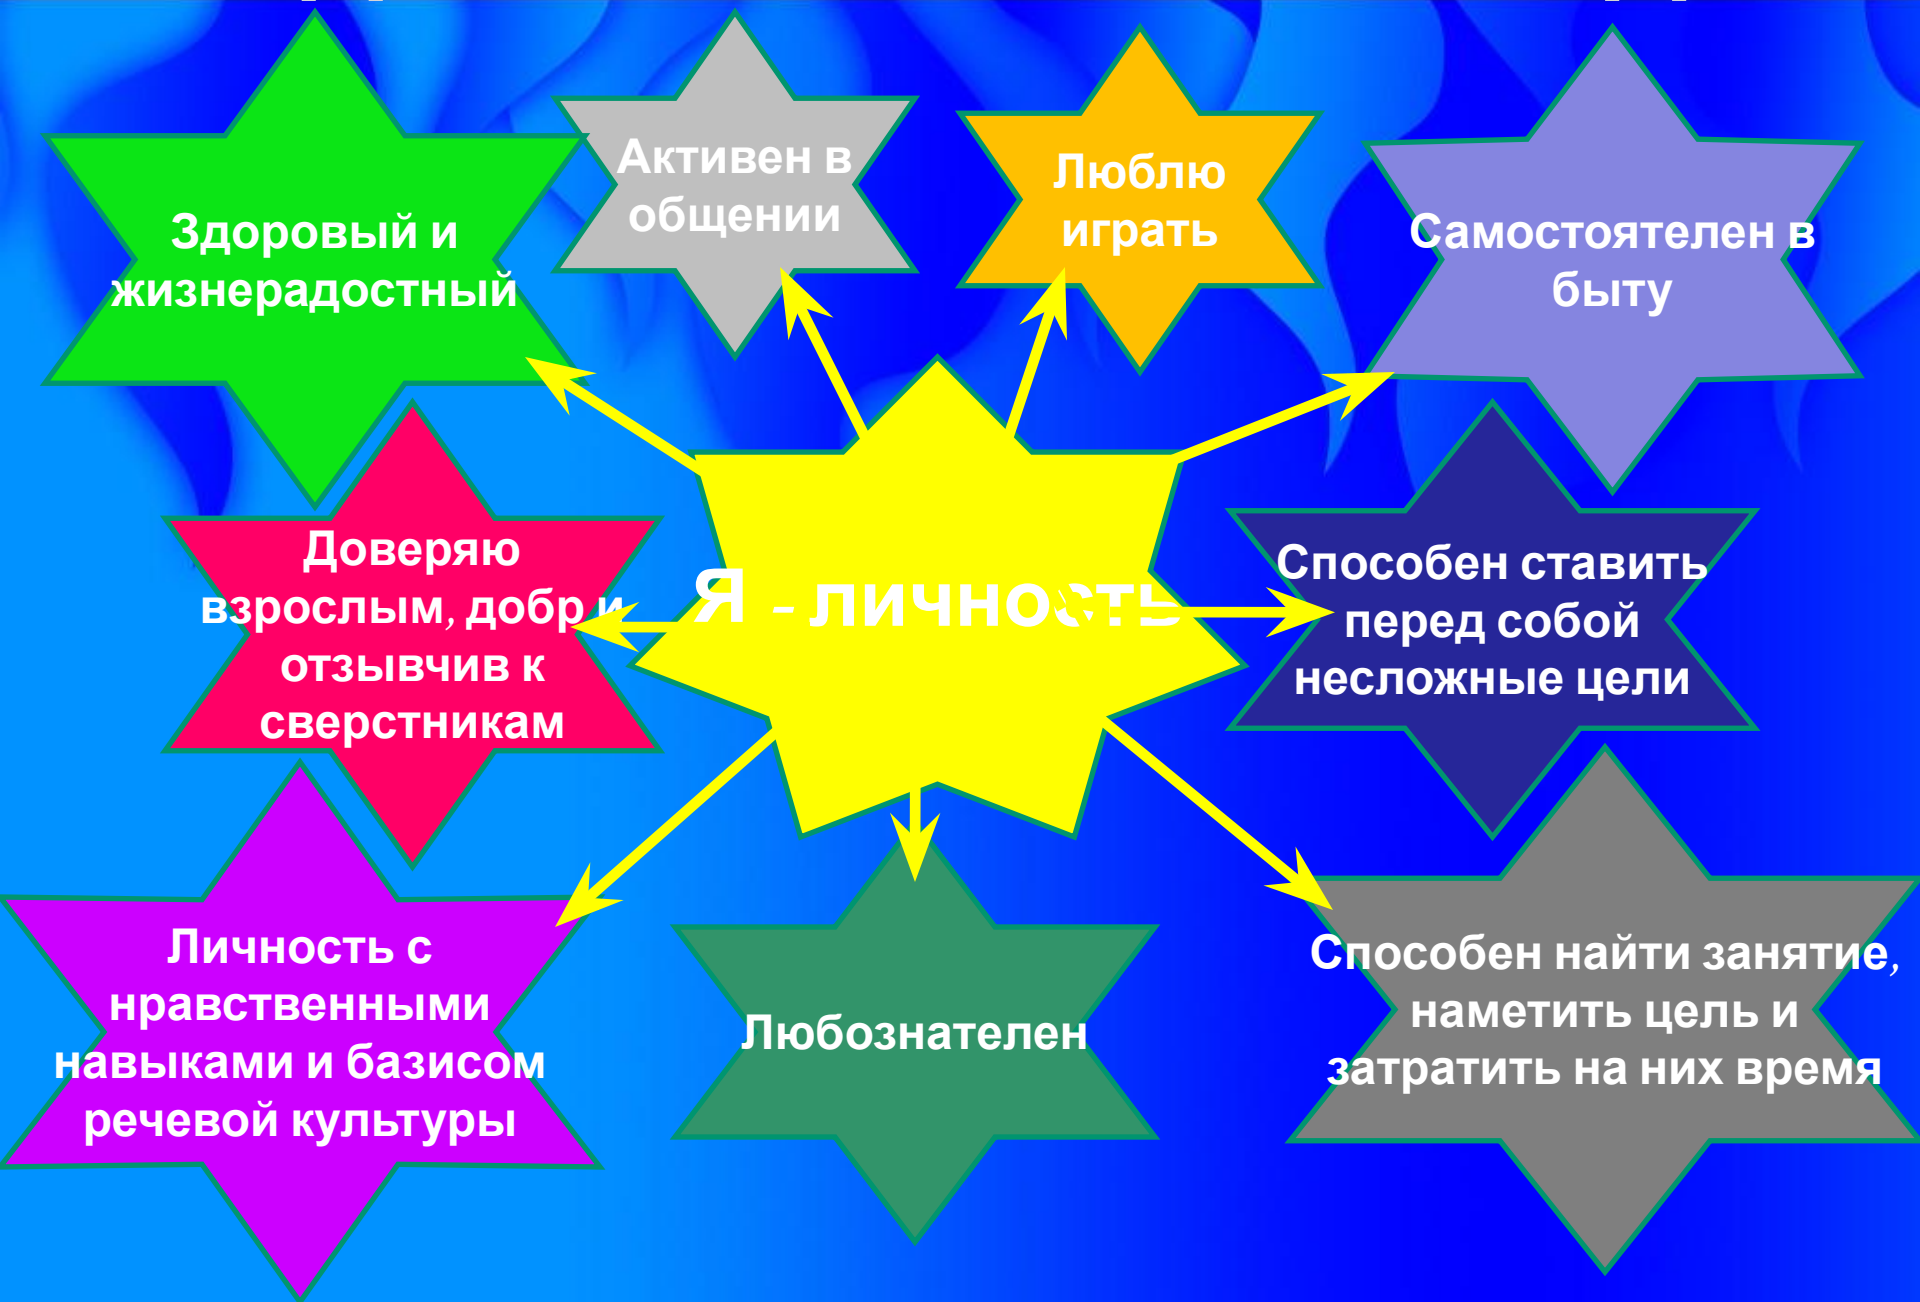 Здоровый и
жизнерадостный
Активен в
общении
Люблю
играть
Самостоятелен в
быту
Доверяю
взрослым, добр и
отзывчив к
сверстникам
Я - личность
Способен ставить
перед собой
несложные цели
Личность с
нравственными
навыками и базисом
речевой культуры
Любознателен
Способен найти занятие,
наметить цель и
затратить на них время